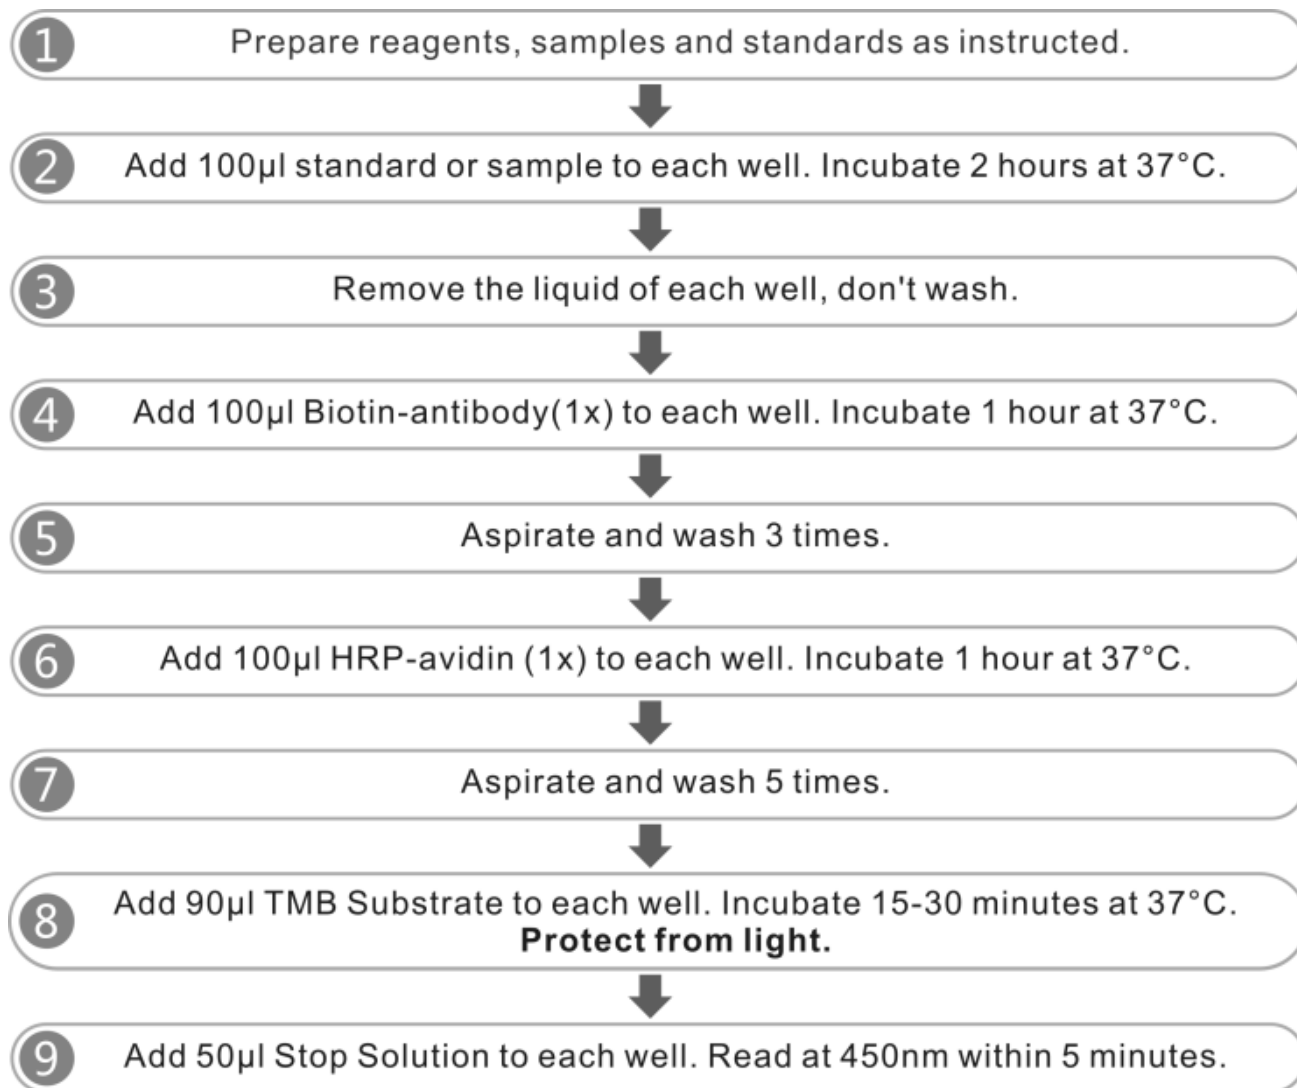 1 Prepare reagents, samples and standards as instructed.
2 Add 100µl standard or sample to each well. Incubate 2 hours at 37°C.
3 Remove the liquid of each well, don't wash.
4 Add 100µl Biotin-antibody(1x) to each well. Incubate 1 hour at 37°C.
5 Aspirate and wash 3 times.
6 Add 100µl HRP-avidin (1x) to each well. Incubate 1 hour at 37°C.
7 Aspirate and wash 5 times.
8 Add 90µl TMB Substrate to each well. Incubate 15-30 minutes at 37°C.
Protect from light.
9 Add 50µl Stop Solution to each well. Read at 450nm within 5 minutes.